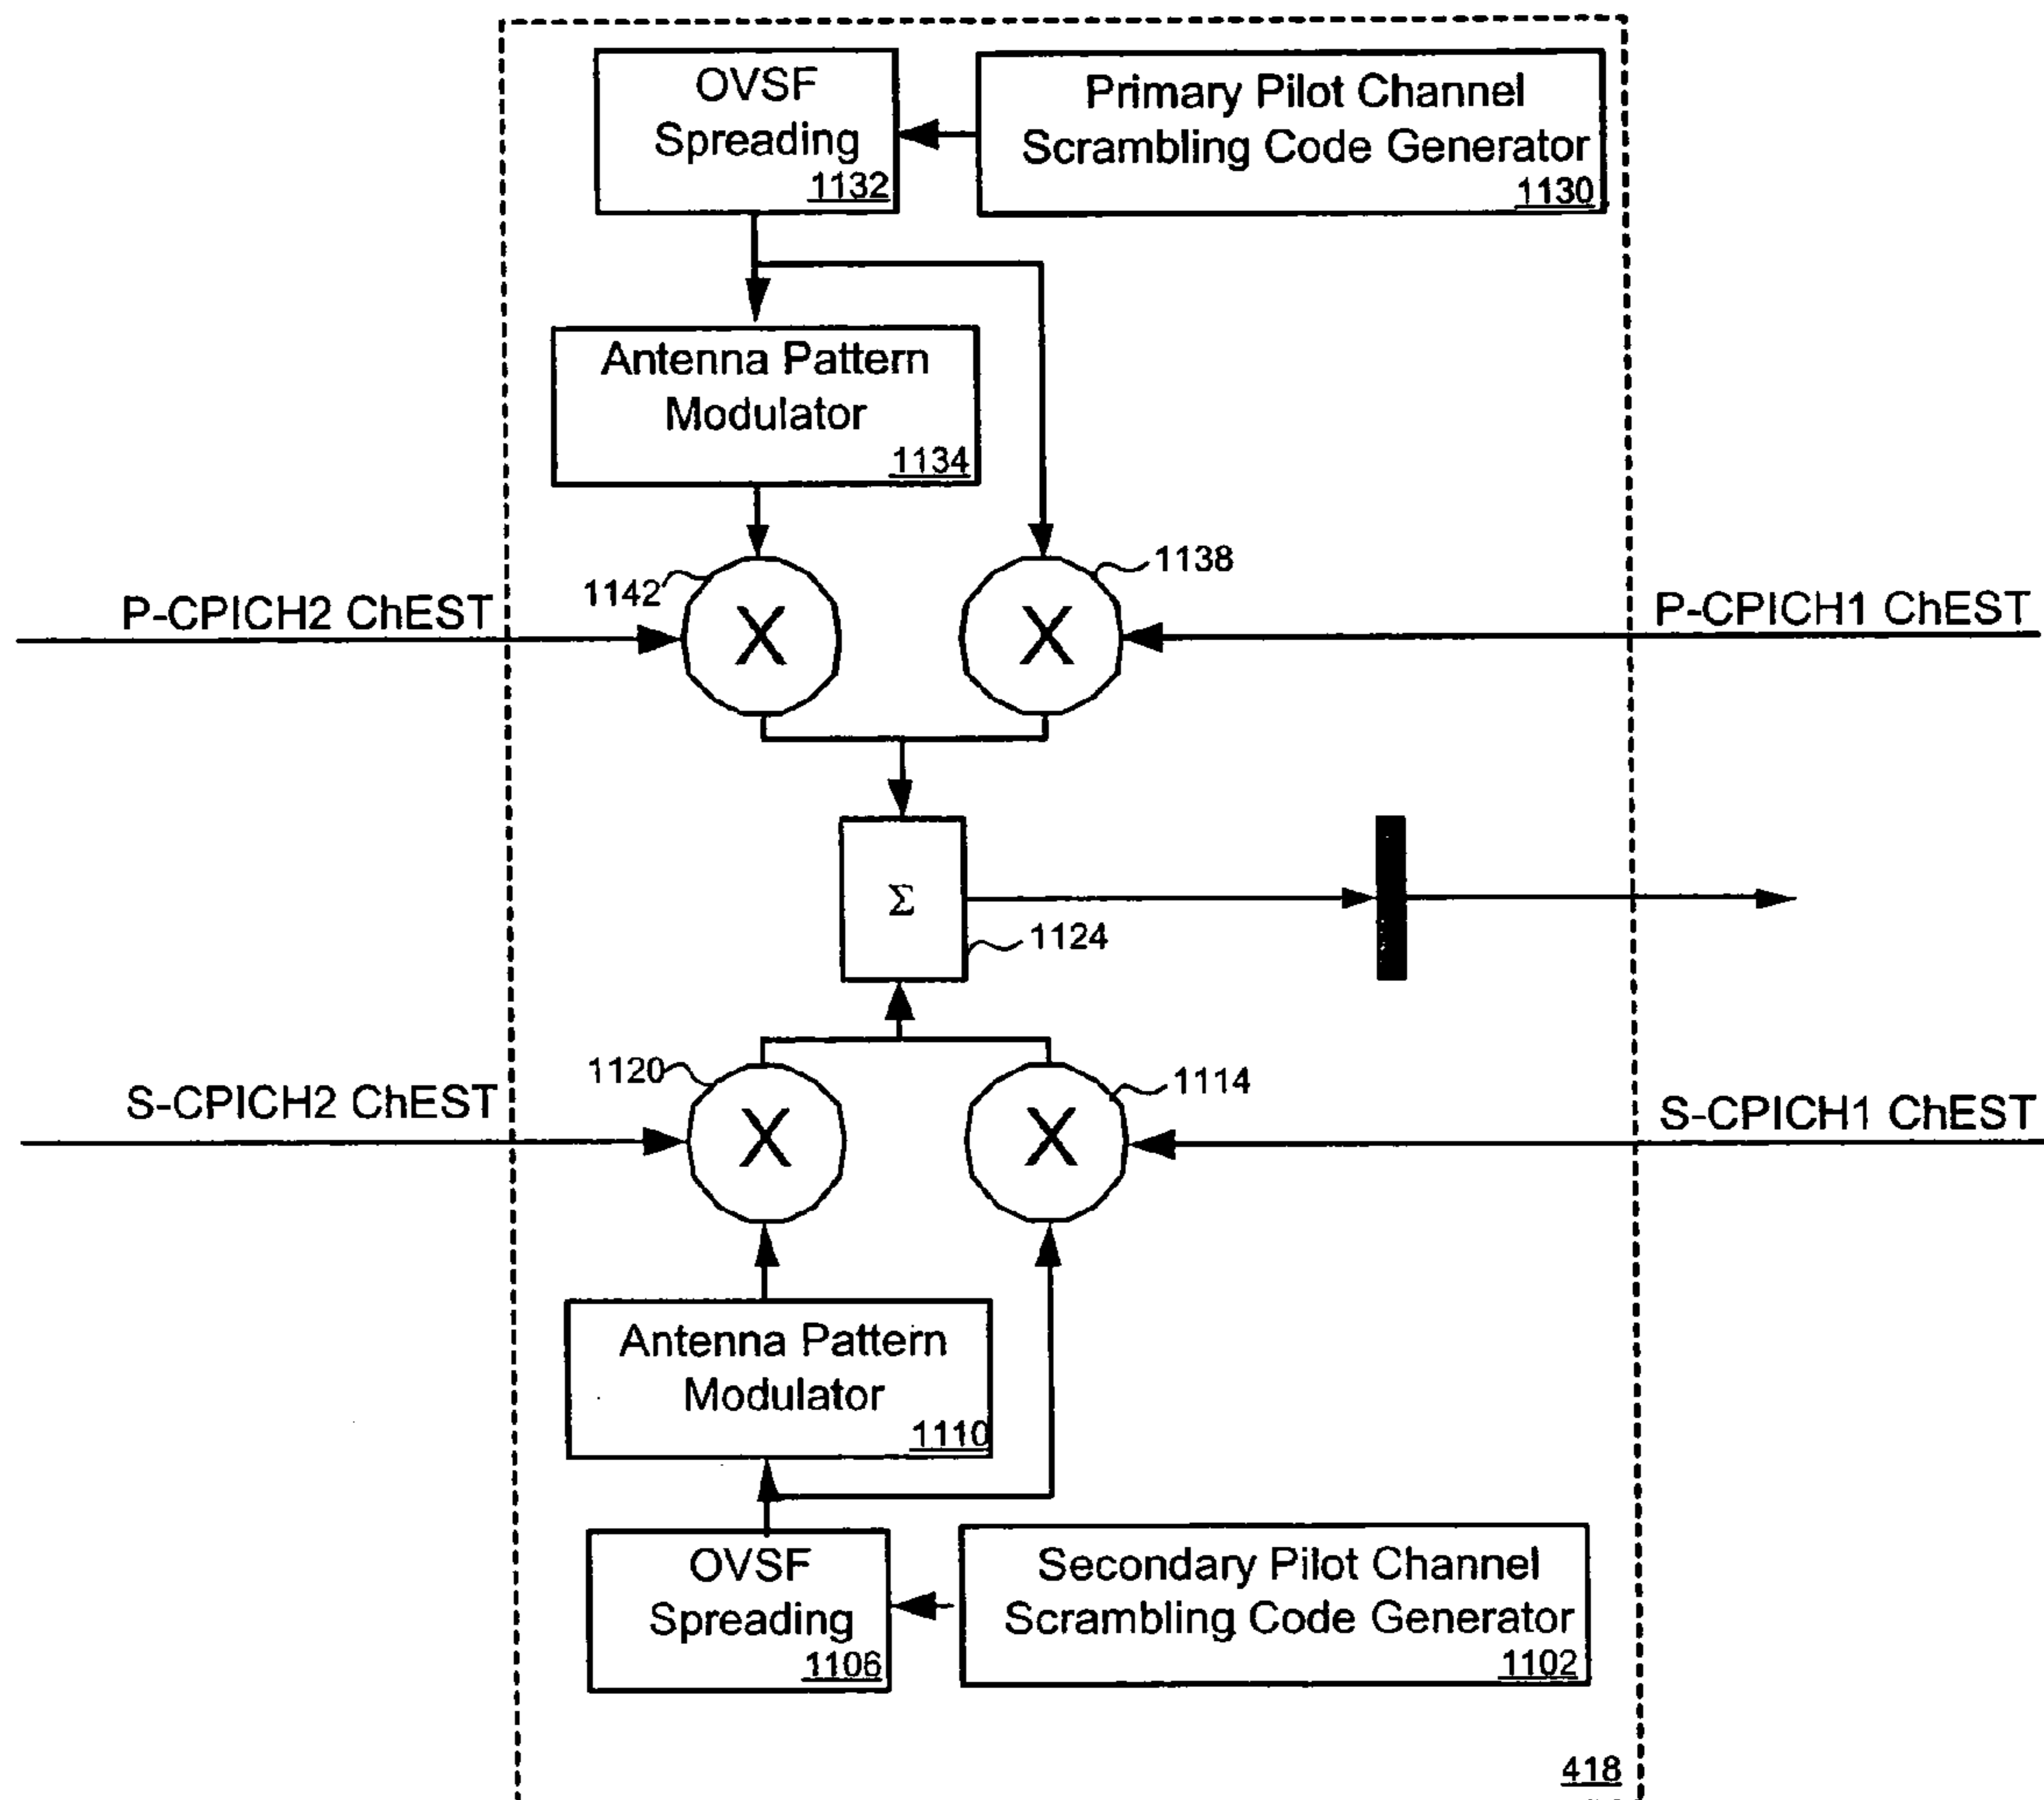 OVSF
Spreading
1132
Primary Pilot Channel
Scrambling Code Generator
1130
Antenna Pattern
Modulator
1134
1142
1138
P-CPICH2 ChEST
X
X
P-CPICH1 ChEST
Σ
1124
1120
1114
S-CPICH2 ChEST
X
X
S-CPICH1 ChEST
Antenna Pattern
Modulator
1110
OVSF
Spreading
1106
Secondary Pilot Channel
Scrambling Code Generator
1102
418